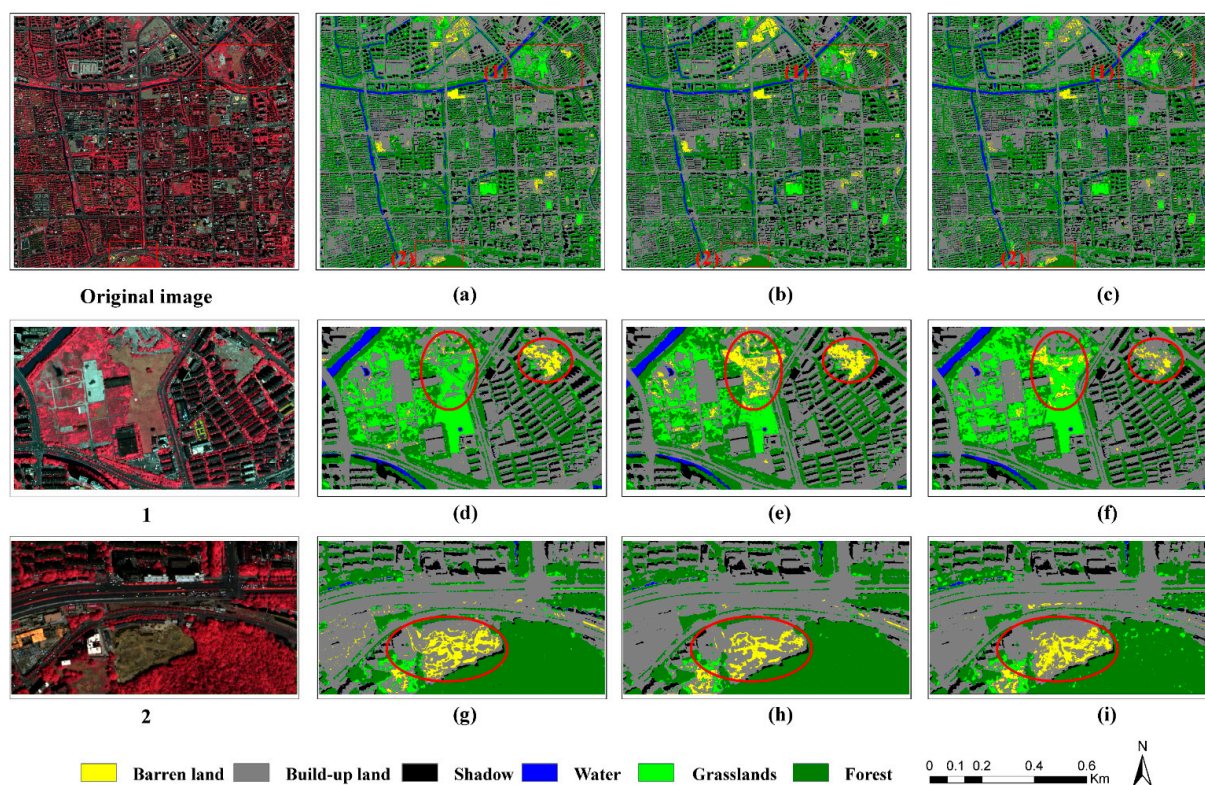 (1)
(1)
(1)
(2)
(2)
(2)
Original image
(a)
(b)
(c)
1
(d)
(e)
(f)
2
(g)
(h)
(i)
Barren land
Build-up land
Shadow
Water
Grasslands
Forest
0 0.1 0.2 0.4 0.6
Km
N